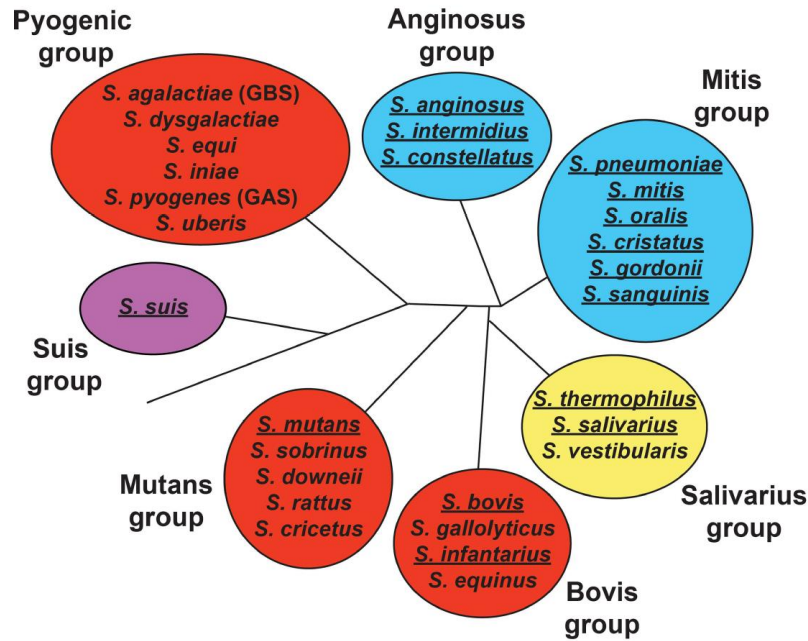 Pyogenic
group
S. agalactiae (GBS)
S. dysgalactiae
S. equi
S. iniae
S. pyogenes (GAS)
S. uberis
Anginosus
group
S. anginosus
S. intermidius
S. constellatus
Mitis
group
S. pneumoniae
S. mitis
S. oralis
S. cristatus
S. gordonii
S. sanguinis
S. suis
Suis
group
S. thermophilus
S. salivarius
S. vestibularis
Salivarius
group
S. mutans
S. sobrinus
S. downeii
S. rattus
S. cricetus
Mutans
group
S. bovis
S. gallolyticus
S. infantarius
S. equinus
Bovis
group